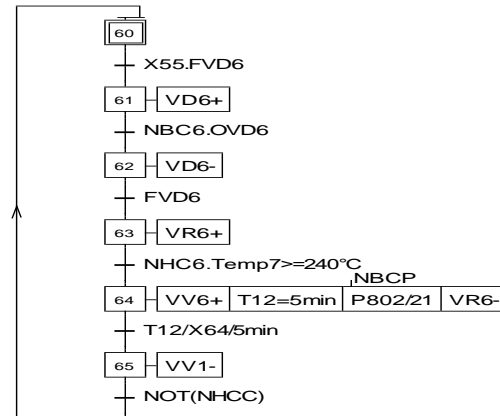 60
X55.FVD6
61 VD6+
NBC6.OVD6
62 VD6-
FVD6
63 VR6+
NHC6.Temp7>=240°C
NBCP
64 VV6+ T12=5min P802/21 VR6-
T12/X64/5min
65 VV1-
NOT(NHCC)